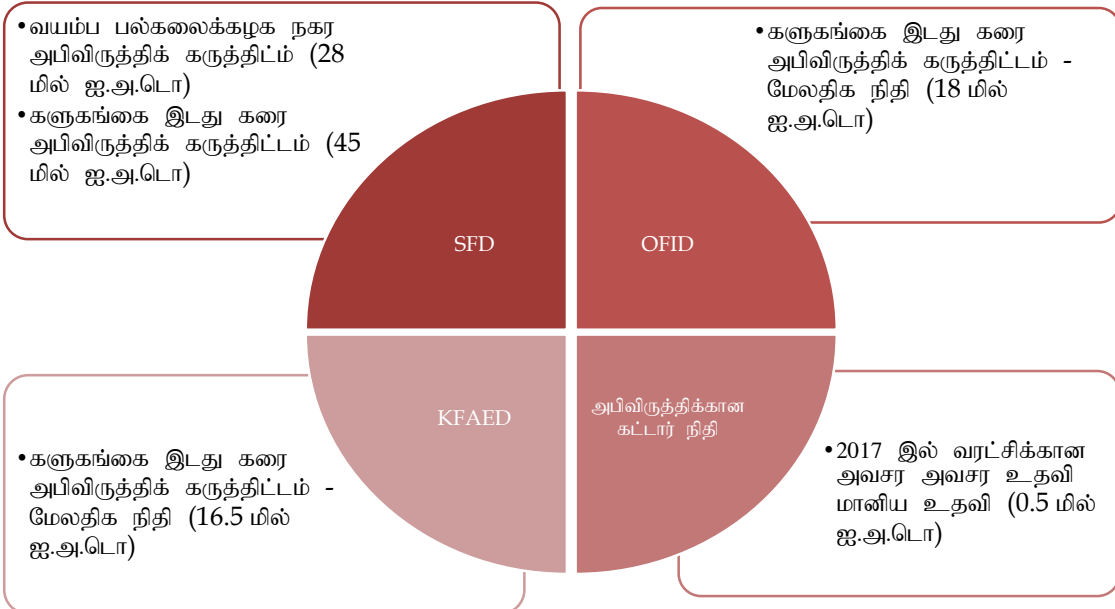 •வயம்ப பல்கலைக்கழக நகர
அபிவிருத்திக் கருத்திட்ம் (28
மில் ஐ.அ.டொ)
•களுகங்கை இடது கரை
அபிவிருத்திக் கருத்திட்டம் (45
மில் ஐ.அ.டொ)
•களுகங்கை இடது கரை
அபிவிருத்திக் கருத்திட்டம் -
மேலதிக நிதி (18 மில்
ஐ.அ.டொ)
SFD
OFID
KFAED
அபிவிருத்திக்கான
கட்டார் நிதி
•களுகங்கை இடது கரை
அபிவிருத்திக் கருத்திட்டம் -
மேலதிக நிதி (16.5 மில்
ஐ.அ.டொ)
•2017 இல் வரட்சிக்கான
அவசர அவசர உதவி
மானிய உதவி (0.5 மில்
ஐ.அ.டொ)